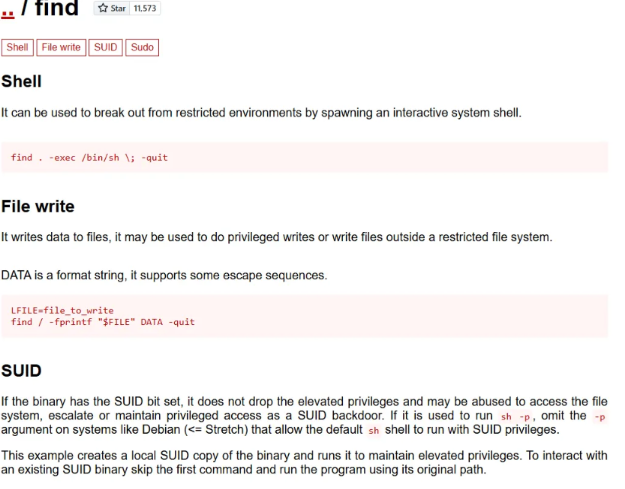 .. / find Star 11,573
Shell File write SUID Sudo
Shell
It can be used to break out from restricted environments by spawning an interactive system shell.
find . -exec /bin/sh \; -quit
File write
It writes data to files, it may be used to do privileged writes or write files outside a restricted file system.
DATA is a format string, it supports some escape sequences.
LFILE=file_to_write
find / -fprintf "$FILE" DATA -quit
SUID
If the binary has the SUID bit set, it does not drop the elevated privileges and may be abused to access the file
system, escalate or maintain privileged access as a SUID backdoor. If it is used to run sh -p, omit the -p
argument on systems like Debian (<= Stretch) that allow the default sh shell to run with SUID privileges.
This example creates a local SUID copy of the binary and runs it to maintain elevated privileges. To interact with
an existing SUID binary skip the first command and run the program using its original path.